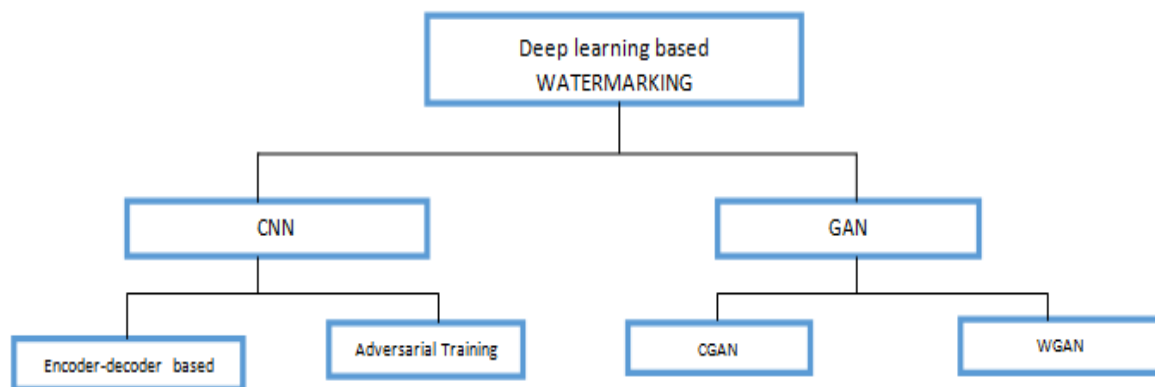 Deep learning based
WATERMARKING
CNN
GAN
Encoder-decoder based
Adversarial Training
CGAN
WGAN